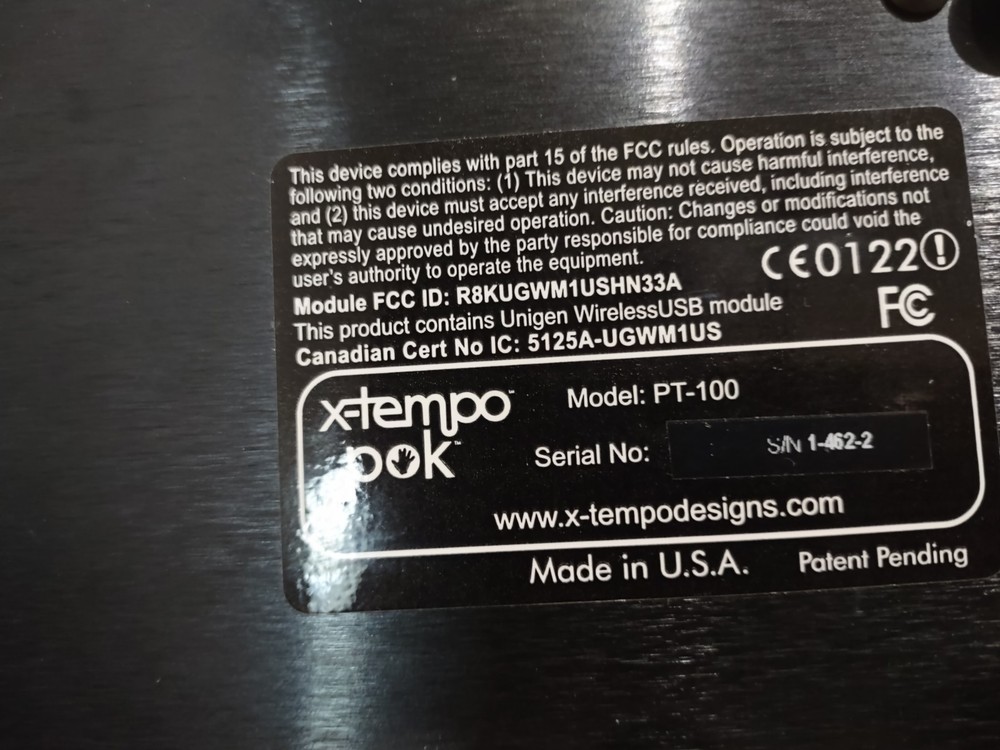 This device complies with part 15 of the FCC rules. Operation is subject to the
following two conditions: (1) This device may not cause harmful interference,
and (2) this device must accept any interference received, including interference
that may cause undesired operation. Caution: Changes or modifications not
expressly approved by the party responsible for compliance could void the
user's authority to operate the equipment.
CE0122!
Module FCC ID: R8KUGWM1USHN33A
This product contains Unigen WirelessUSB module
FC
Canadian Cert No IC: 5125A-UGWM1US
x-tempo™
pok™
Model: PT-100
Serial No: S/N 1-462-2
www.x-tempodesigns.com
Made in U.S.A. Patent Pending